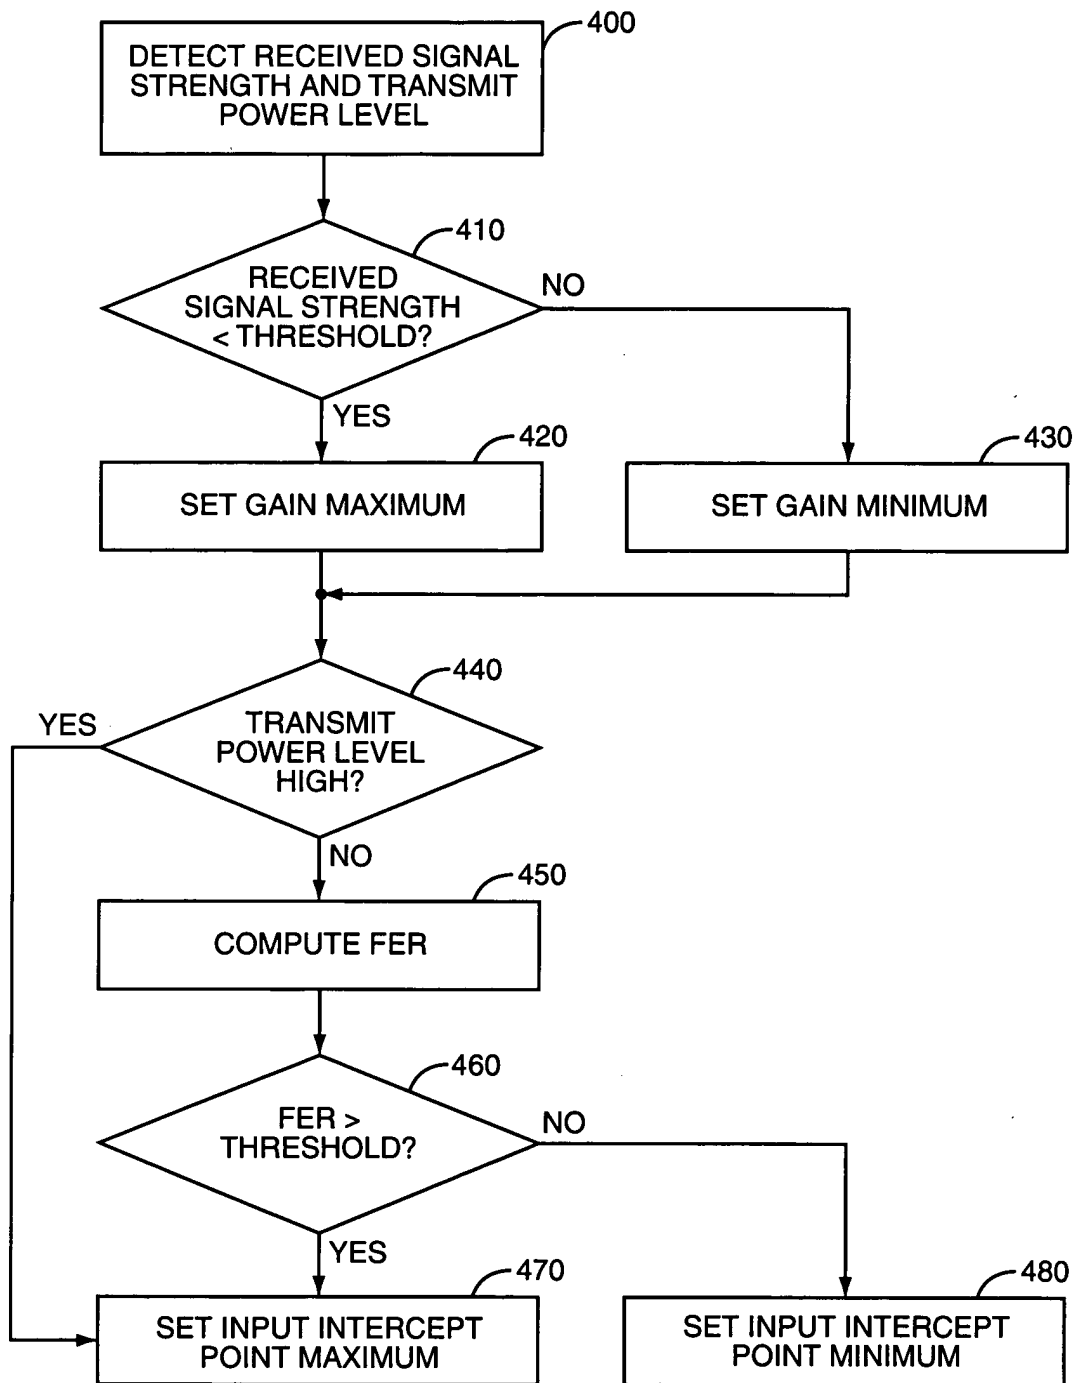 400
DETECT RECEIVED SIGNAL
STRENGTH AND TRANSMIT
POWER LEVEL
410
RECEIVED
SIGNAL STRENGTH
< THRESHOLD?
NO
YES
420
SET GAIN MAXIMUM
430
SET GAIN MINIMUM
440
TRANSMIT
POWER LEVEL
HIGH?
YES
NO
450
COMPUTE FER
460
FER >
THRESHOLD?
NO
YES
470
SET INPUT INTERCEPT
POINT MAXIMUM
480
SET INPUT INTERCEPT
POINT MINIMUM